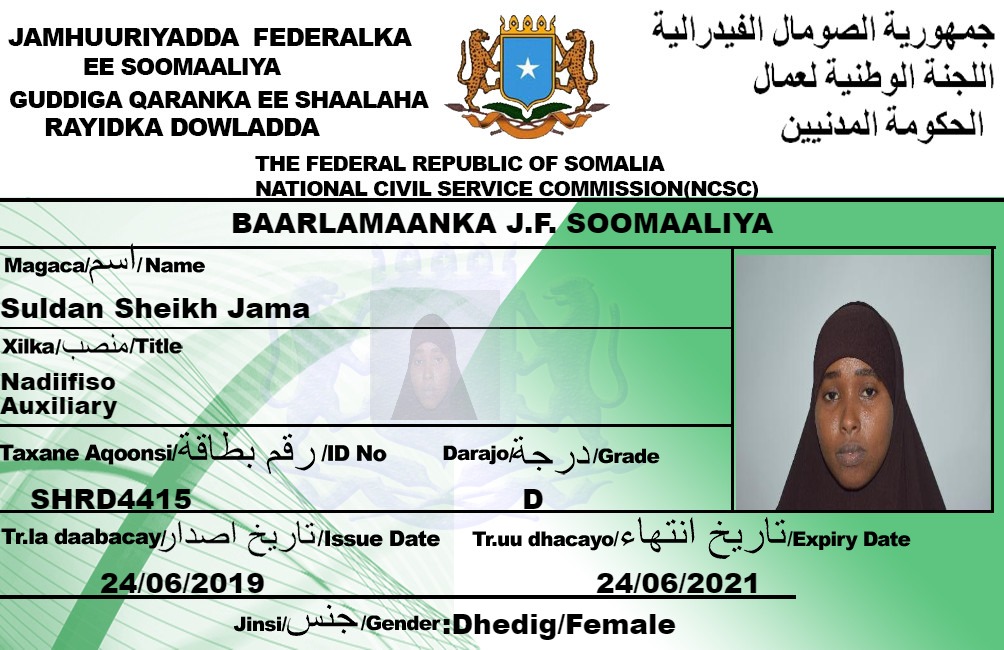 JAMHUURIYADDA FEDERALKA
EE SOOMAALIYA
GUDDIGA QARANKA EE SHAALAHA
RAYIDKA DOWLADDA
جمهورية الصومال الفيدرالية
اللجنة الوطنية لعمال
الحكومة المدنيين
THE FEDERAL REPUBLIC OF SOMALIA
NATIONAL CIVIL SERVICE COMMISSION(NCSC)
BAARLAMAANKA J.F. SOOMAALIYA
Magaca/اسم/Name
Suldan Sheikh Jama
Xilka/منصب/Title
Nadiifiso
Auxiliary
Taxane Aqoonsi/رقم بطاقة/ID No
SHRD4415
Darajo/درجة/Grade
D
Tr.la daabacay/تاريخ اصدار/Issue Date
24/06/2019
Tr.uu dhacayo/تاريخ انتهاء/Expiry Date
24/06/2021
Jinsi/جنس/Gender:Dhedig/Female